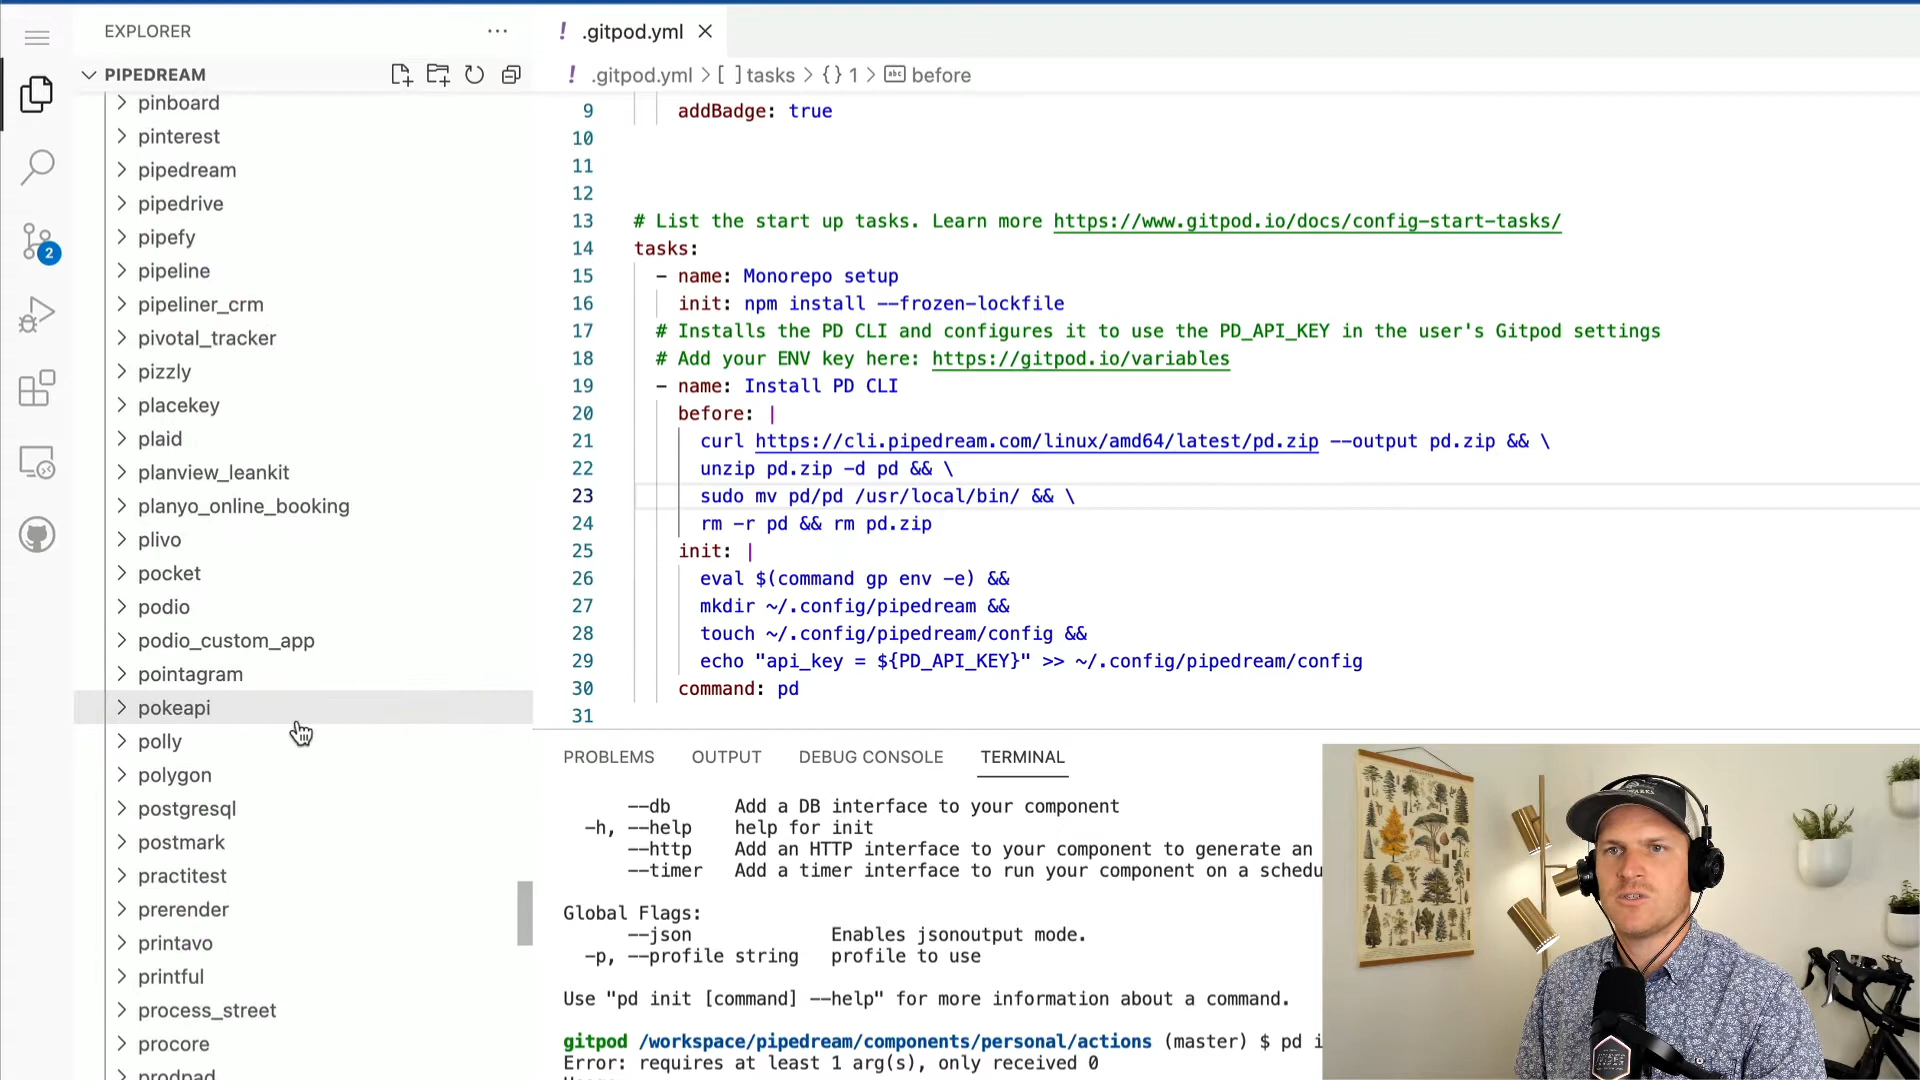 EXPLORER
PIPEDREAM
pinboard
pinterest
pipedream
pipedrive
pipefy
pipeline
pipeliner_crm
pivotal_tracker
pizzly
placekey
plaid
planview_leankit
planyo_online_booking
plivo
pocket
podio
podio_custom_app
pointagram
pokeapi
polly
polygon
postgresql
postmark
practitest
prerender
printavo
printful
process_street
procore
prodpad
2
! .gitpod.yml
! .gitpod.yml > [ ] tasks > {} 1 > abc before
9 addBadge: true
10
11
12
13 # List the start up tasks. Learn more https://www.gitpod.io/docs/config-start-tasks/
14 tasks:
15 - name: Monorepo setup
16 init: npm install --frozen-lockfile
17 # Installs the PD CLI and configures it to use the PD_API_KEY in the user's Gitpod settings
18 # Add your ENV key here: https://gitpod.io/variables
19 - name: Install PD CLI
20 before: |
21 curl https://cli.pipedream.com/linux/amd64/latest/pd.zip --output pd.zip && \
22 unzip pd.zip -d pd && \
23 sudo mv pd/pd /usr/local/bin/ && \
24 rm -r pd && rm pd.zip
25 init: |
26 eval $(command gp env -e) &&
27 mkdir ~/.config/pipedream &&
28 touch ~/.config/pipedream/config &&
29 echo "api_key = ${PD_API_KEY}" >> ~/.config/pipedream/config
30 command: pd
31
PROBLEMS OUTPUT DEBUG CONSOLE TERMINAL
--db Add a DB interface to your component
-h, --help help for init
--http Add an HTTP interface to your component to generate an
--timer Add a timer interface to run your component on a schedu
Global Flags:
--json Enables jsonoutput mode.
-p, --profile string profile to use
Use "pd init [command] --help" for more information about a command.
gitpod /workspace/pipedream/components/personal/actions (master) $ pd i
Error: requires at least 1 arg(s), only received 0